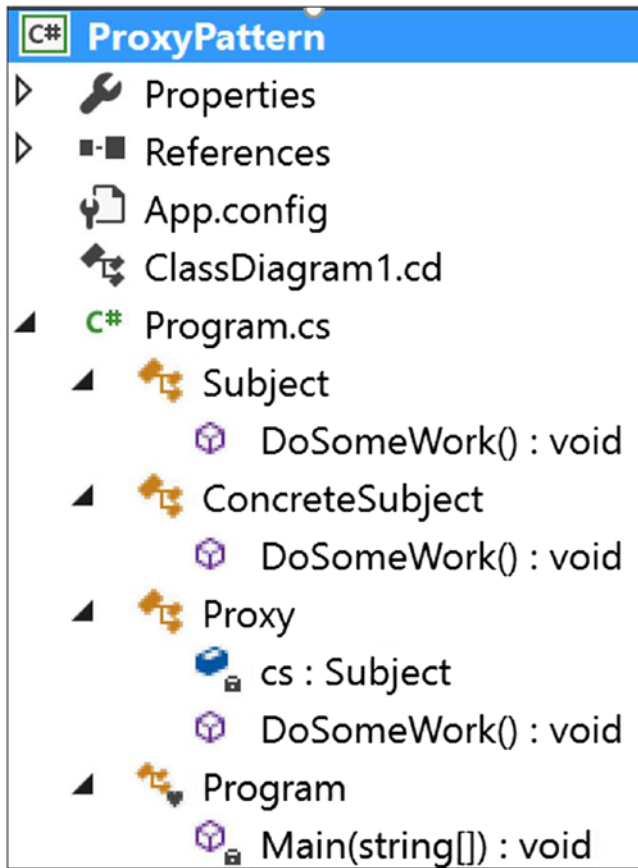 C# ProxyPattern
Properties
References
App.config
ClassDiagram1.cd
C# Program.cs
Subject
DoSomeWork() : void
ConcreteSubject
DoSomeWork() : void
Proxy
cs : Subject
DoSomeWork() : void
Program
Main(string[]) : void